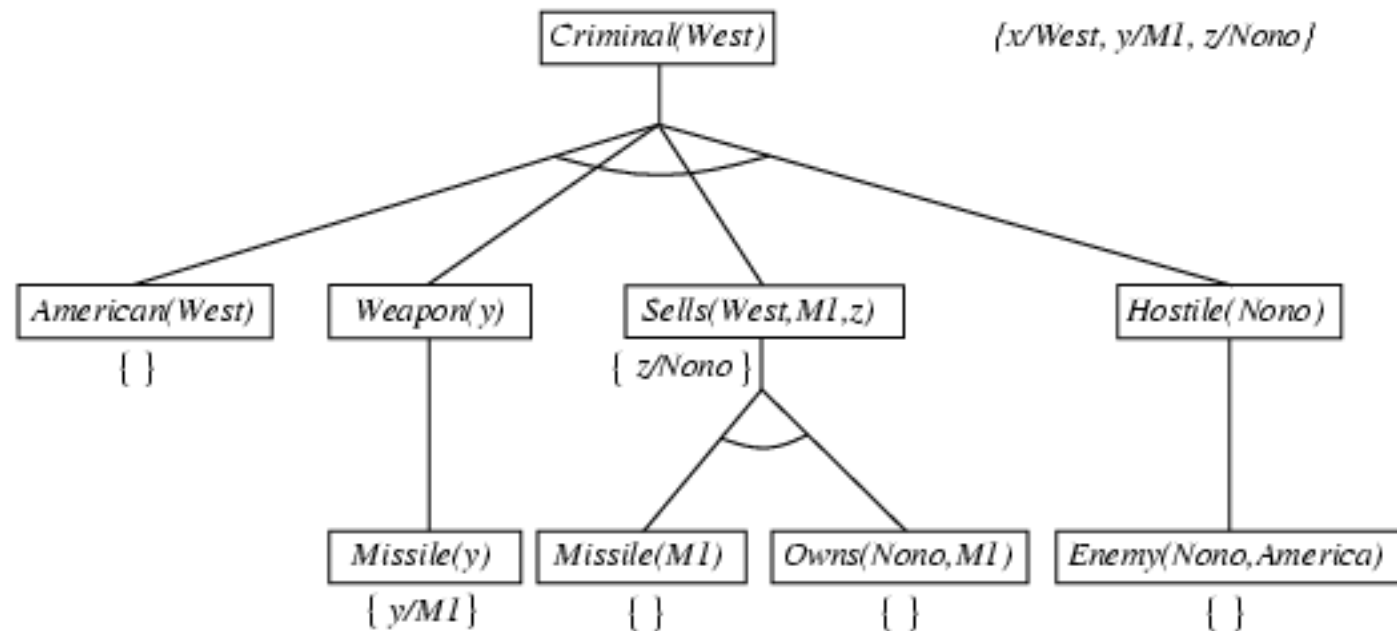 Criminal(West)
{x/West, y/M1, z/Nono}
American(West)
Weapon(y)
Sells(West,M1,z)
Hostile(Nono)
{ }
{ z/Nono }
Missile(y)
Missile(M1)
Owns(Nono,M1)
Enemy(Nono,America)
{ y/M1 }
{ }
{ }
{ }